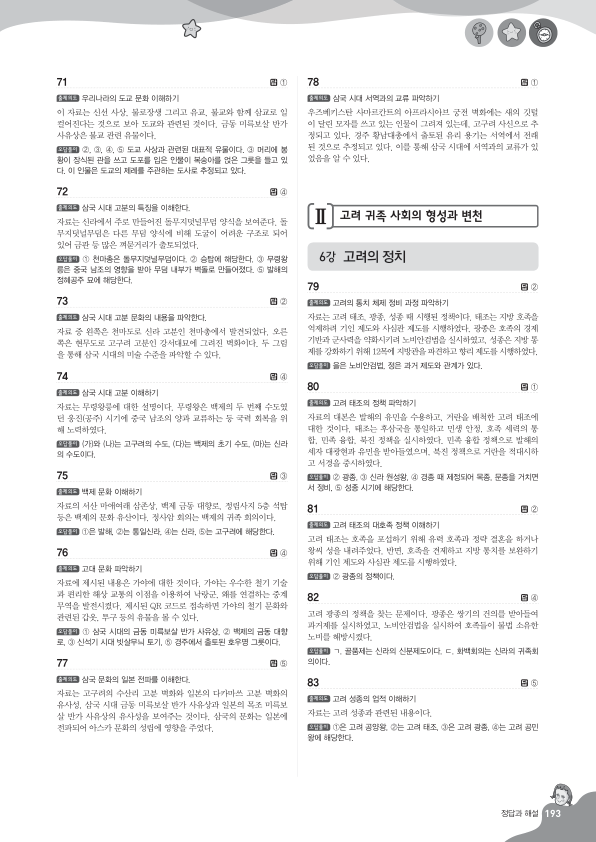 71 답 ①
출제의도 우리나라의 도교 문화 이해하기
이 자료는 신선 사상, 불로장생 그리고 유교, 불교와 함께 삼교로 일
컬어진다는 것으로 보아 도교와 관련된 것이다. 금동 미륵보살 반가
사유상은 불교 관련 유물이다.
오답풀이 ②, ③, ④, ⑤ 도교 사상과 관련된 대표적 유물이다. ③ 머리에 봉
황이 장식된 관을 쓰고 도포를 입은 인물이 복숭아를 얹은 그릇을 들고 있
다. 이 인물은 도교의 제례를 주관하는 도사로 추정되고 있다.
72 답 ④
출제의도 삼국 시대 고분의 특징을 이해한다.
자료는 신라에서 주로 만들어진 돌무지덧널무덤 양식을 보여준다. 돌
무지덧널무덤은 다른 무덤 양식에 비해 도굴이 어려운 구조로 되어
있어 금관 등 많은 껴묻거리가 출토되었다.
오답풀이 ① 천마총은 돌무지덧널무덤이다. ② 승탑에 해당한다. ③ 무령왕
릉은 중국 남조의 영향을 받아 무덤 내부가 벽돌로 만들어졌다. ⑤ 발해의
정혜공주 묘에 해당한다.
73 답 ②
출제의도 삼국 시대 고분 문화의 내용을 파악한다.
자료 중 왼쪽은 천마도로 신라 고분인 천마총에서 발견되었다. 오른
쪽은 현무도로 고구려 고분인 강서대묘에 그려진 벽화이다. 두 그림
을 통해 삼국 시대의 미술 수준을 파악할 수 있다.
74 답 ④
출제의도 삼국 시대 고분 이해하기
자료는 무령왕릉에 대한 설명이다. 무령왕은 백제의 두 번째 수도였
던 웅진(공주) 시기에 중국 남조의 양과 교류하는 등 국력 회복을 위
해 노력하였다.
오답풀이 (가)와 (나)는 고구려의 수도, (다)는 백제의 초기 수도, (마)는 신라
의 수도이다.
75 답 ③
출제의도 백제 문화 이해하기
자료의 서산 마애여래 삼존상, 백제 금동 대향로, 정림사지 5층 석탑
등은 백제의 문화 유산이다. 정사암 회의는 백제의 귀족 회의이다.
오답풀이 ①은 발해, ②는 통일신라, ④는 신라, ⑤는 고구려에 해당한다.
76 답 ④
출제의도 고대 문화 파악하기
자료에 제시된 내용은 가야에 대한 것이다. 가야는 우수한 철기 기술
과 편리한 해상 교통의 이점을 이용하여 낙랑군, 왜를 연결하는 중계
무역을 발전시켰다. 제시된 QR 코드로 접속하면 가야의 철기 문화와
관련된 갑옷, 투구 등의 유물을 볼 수 있다.
오답풀이 ① 삼국 시대의 금동 미륵보살 반가 사유상, ② 백제의 금동 대향
로, ③ 신석기 시대 빗살무늬 토기, ⑤ 경주에서 출토된 호우명 그릇이다.
77 답 ⑤
출제의도 삼국 문화의 일본 전파를 이해한다.
자료는 고구려의 수산리 고분 벽화와 일본의 다카마쓰 고분 벽화의
유사성, 삼국 시대 금동 미륵보살 반가 사유상과 일본의 목조 미륵보
살 반가 사유상의 유사성을 보여주는 것이다. 삼국의 문화는 일본에
전파되어 아스카 문화의 성립에 영향을 주었다.
78 답 ①
출제의도 삼국 시대 서역과의 교류 파악하기
우즈베키스탄 사마르칸트의 아프라시아브 궁전 벽화에는 새의 깃털
이 달린 모자를 쓰고 있는 인물이 그려져 있는데, 고구려 사신으로 추
정되고 있다. 경주 황남대총에서 출토된 유리 용기는 서역에서 전래
된 것으로 추정되고 있다. 이를 통해 삼국 시대에 서역과의 교류가 있
었음을 알 수 있다.
Ⅱ 고려 귀족 사회의 형성과 변천
6강 고려의 정치
79 답 ②
출제의도 고려의 통치 체제 정비 과정 파악하기
자료는 고려 태조, 광종, 성종 때 시행된 정책이다. 태조는 지방 호족을
억제하려 기인 제도와 사심관 제도를 시행하였다. 광종은 호족의 경제
기반과 군사력을 약화시키려 노비안검법을 실시하였고, 성종은 지방 통
제를 강화하기 위해 12목에 지방관을 파견하고 향리 제도를 시행하였다.
오답풀이 을은 노비안검법, 정은 과거 제도와 관계가 있다.
80 답 ①
출제의도 고려 태조의 정책 파악하기
자료의 대본은 발해의 유민을 수용하고, 거란을 배척한 고려 태조에
대한 것이다. 태조는 후삼국을 통일하고 민생 안정, 호족 세력의 통
합, 민족 융합, 북진 정책을 실시하였다. 민족 융합 정책으로 발해의
세자 대광현과 유민을 받아들였으며, 북진 정책으로 거란을 적대시하
고 서경을 중시하였다.
오답풀이 ② 광종, ③ 신라 원성왕, ④ 경종 때 제정되어 목종, 문종을 거치면
서 정비, ⑤ 성종 시기에 해당한다.
81 답 ②
출제의도 고려 태조의 대호족 정책 이해하기
고려 태조는 호족을 포섭하기 위해 유력 호족과 정략 결혼을 하거나
왕씨 성을 내려주었다. 반면, 호족을 견제하고 지방 통치를 보완하기
위해 기인 제도와 사심관 제도를 시행하였다.
오답풀이 ② 광종의 정책이다.
82 답 ④
고려 광종의 정책을 찾는 문제이다. 광종은 쌍기의 건의를 받아들여
과거제를 실시하였고, 노비안검법을 실시하여 호족들이 불법 소유한
노비를 해방시켰다.
오답풀이 ㄱ. 골품제는 신라의 신분제도이다. ㄷ. 화백회의는 신라의 귀족회
의이다.
83 답 ⑤
출제의도 고려 성종의 업적 이해하기
자료는 고려 성종과 관련된 내용이다.
오답풀이 ①은 고려 공양왕, ②는 고려 태조, ③은 고려 광종, ④는 고려 공민
왕에 해당한다.
정답과 해설 193